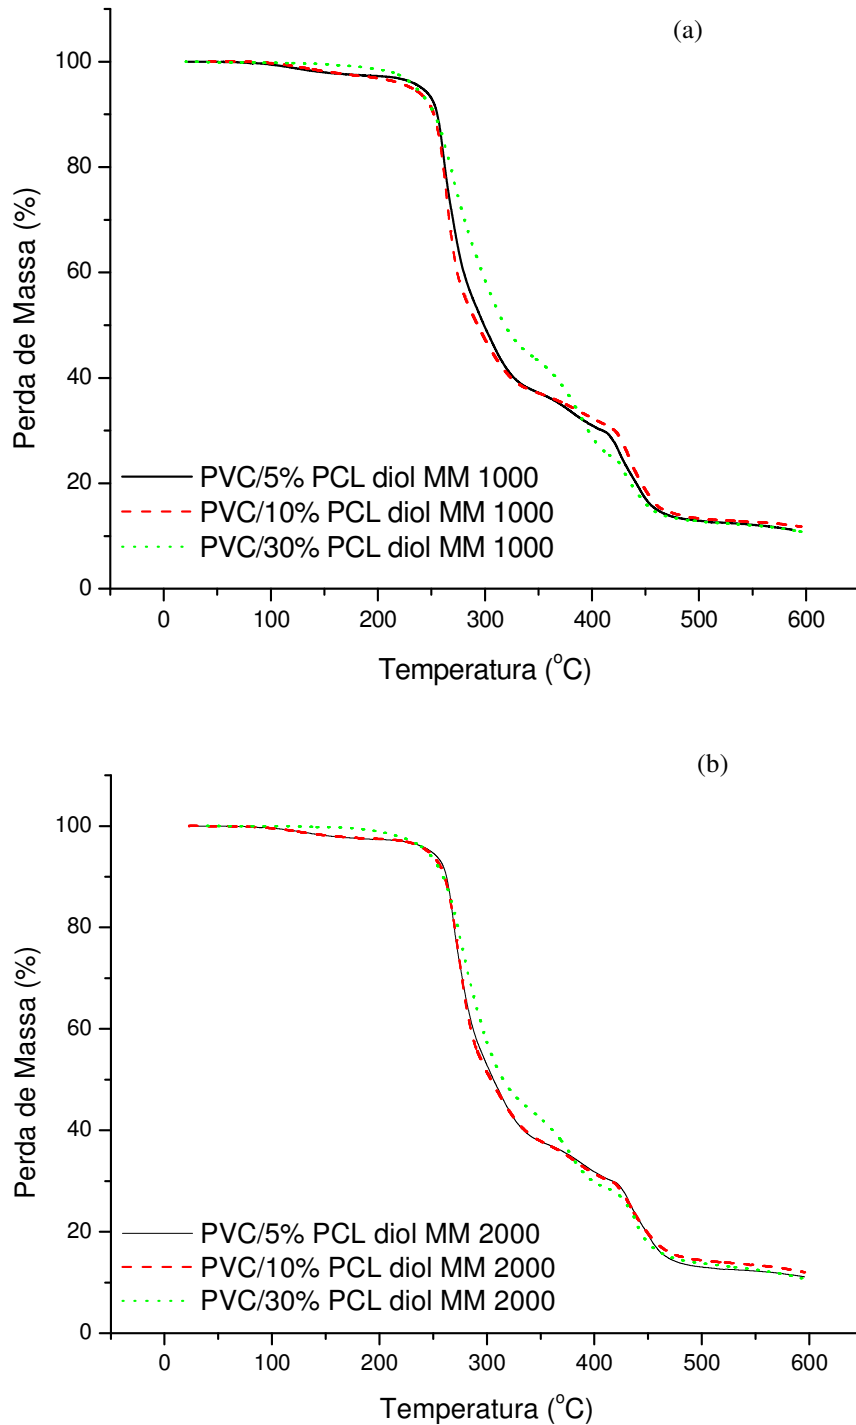 (a)
100
80
60
40
20
0
Perda de Massa (%)
PVC/5% PCL diol MM 1000
PVC/10% PCL diol MM 1000
PVC/30% PCL diol MM 1000
0 100 200 300 400 500 600
Temperatura (°C)
(b)
100
80
60
40
20
0
Perda de Massa (%)
PVC/5% PCL diol MM 2000
PVC/10% PCL diol MM 2000
PVC/30% PCL diol MM 2000
0 100 200 300 400 500 600
Temperatura (°C)